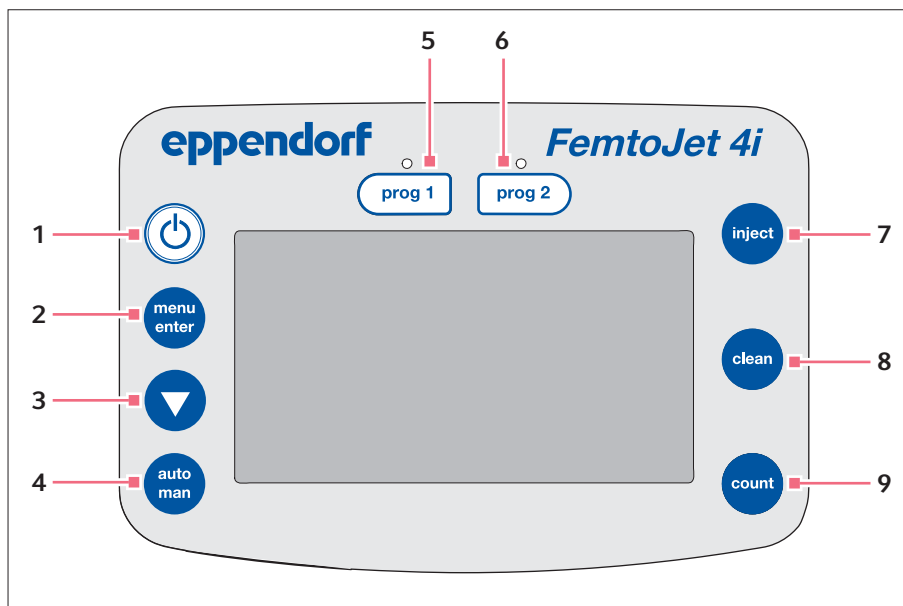 5 6
eppendorf FemtoJet 4i
prog 1 prog 2
1 inject 7
2 menu
enter
clean 8
3
4 auto
man
count 9